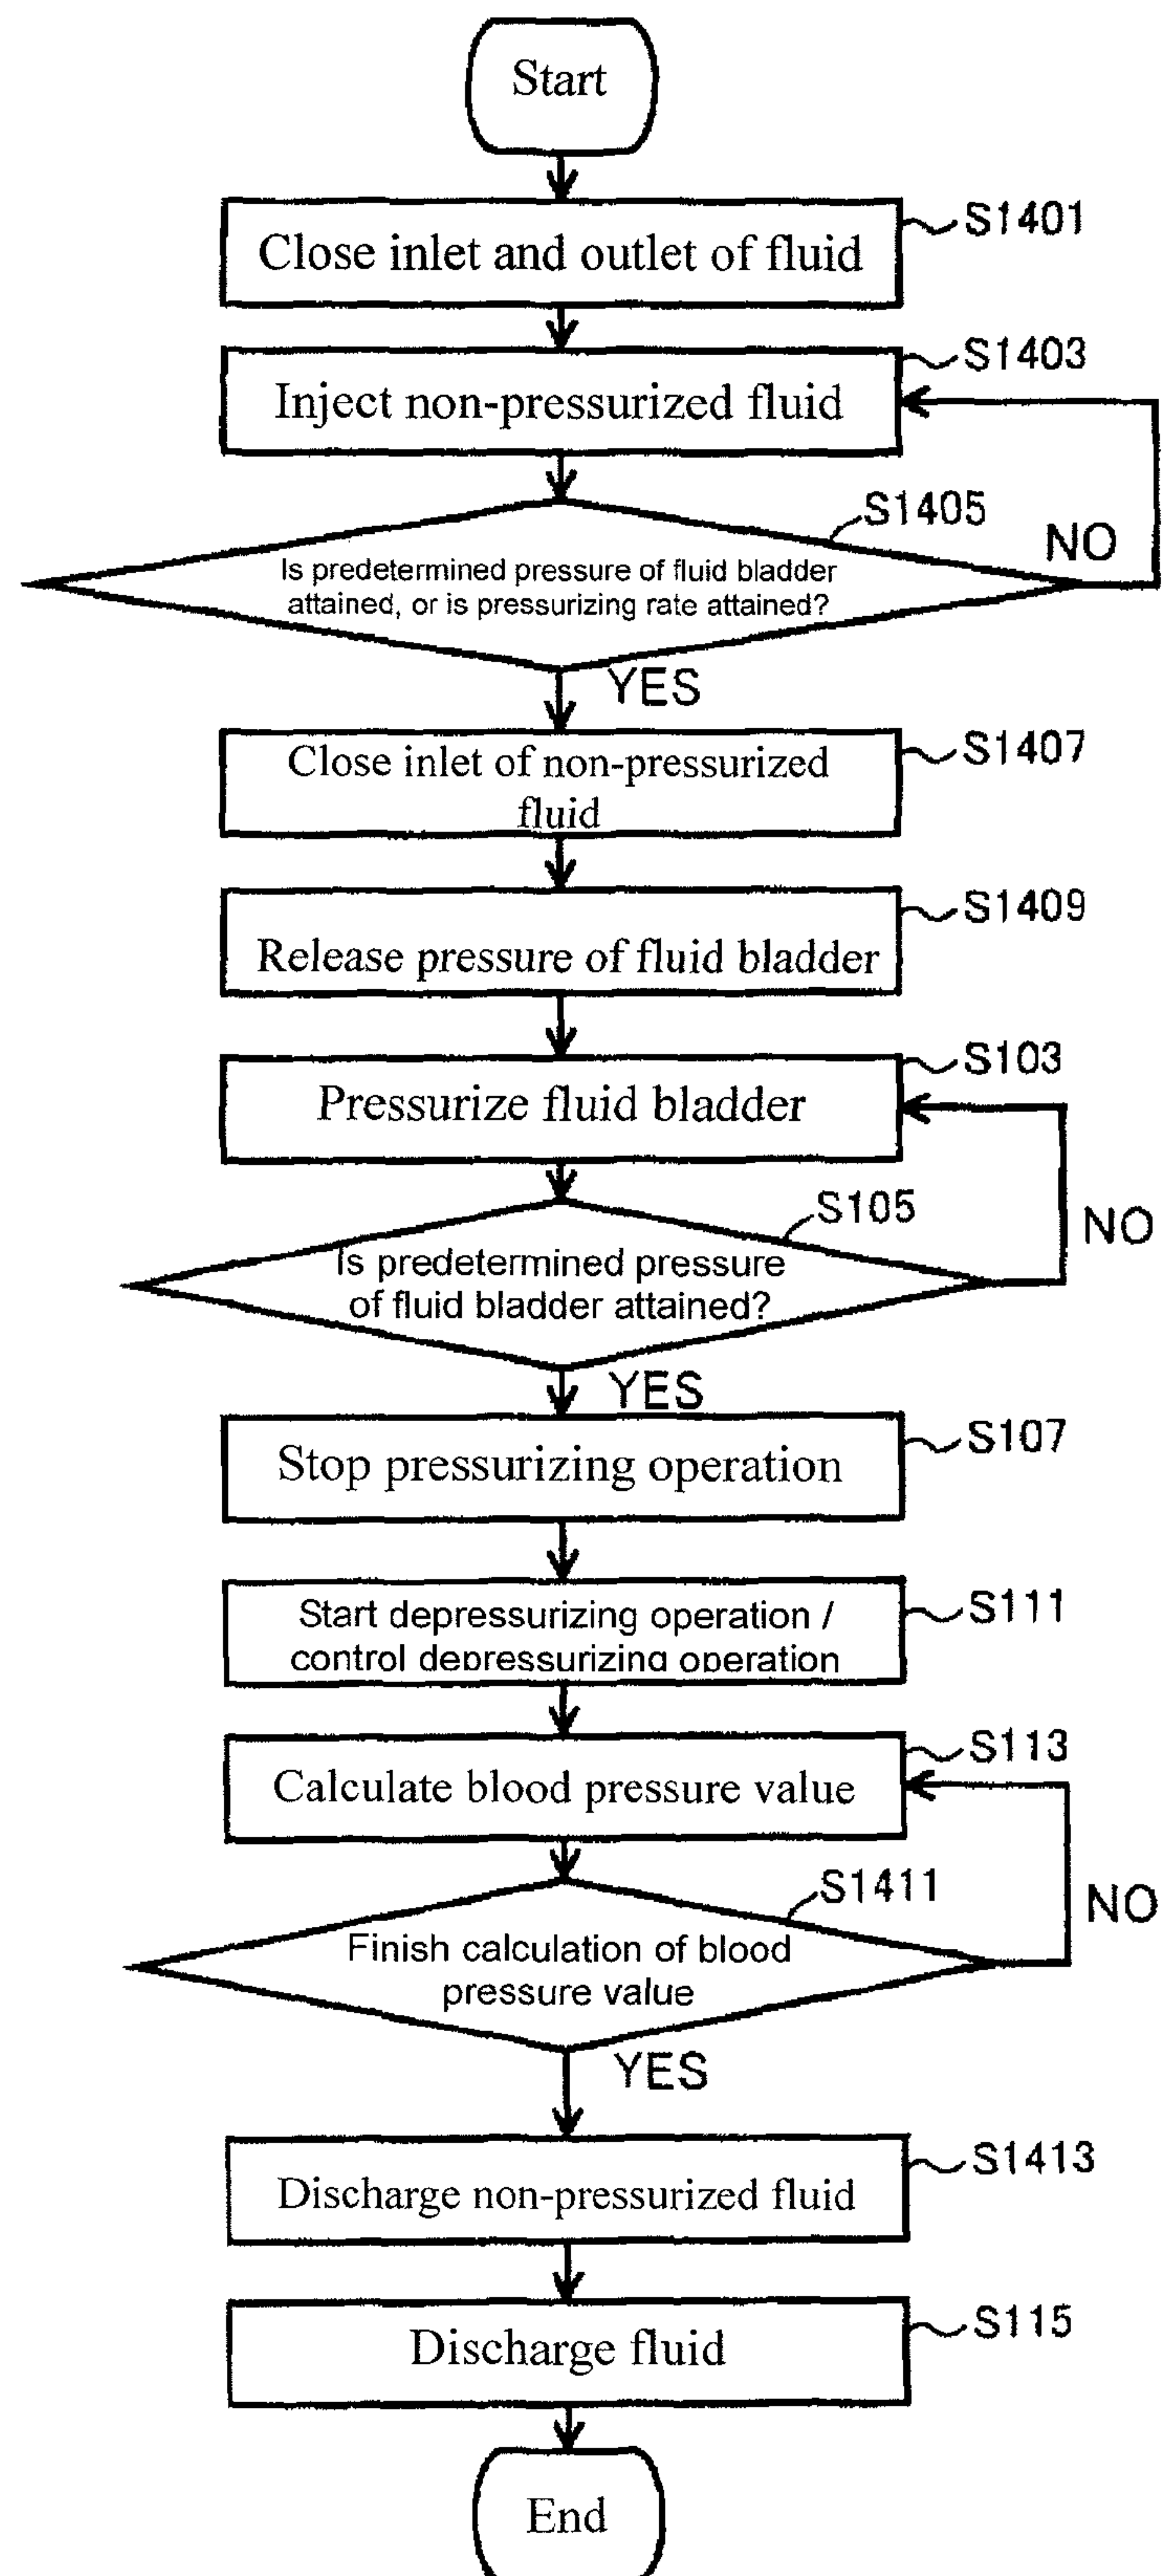 Start
Close inlet and outlet of fluid
S1401
Inject non-pressurized fluid
S1403
S1405
NO
Is predetermined pressure of fluid bladder
attained, or is pressurizing rate attained?
YES
Close inlet of non-pressurized
fluid
S1407
Release pressure of fluid bladder
S1409
Pressurize fluid bladder
S103
S105
NO
Is predetermined pressure
of fluid bladder attained?
YES
Stop pressurizing operation
S107
Start depressurizing operation /
control depressurizing operation
S111
Calculate blood pressure value
S113
S1411
NO
Finish calculation of blood
pressure value
YES
Discharge non-pressurized fluid
S1413
Discharge fluid
S115
End